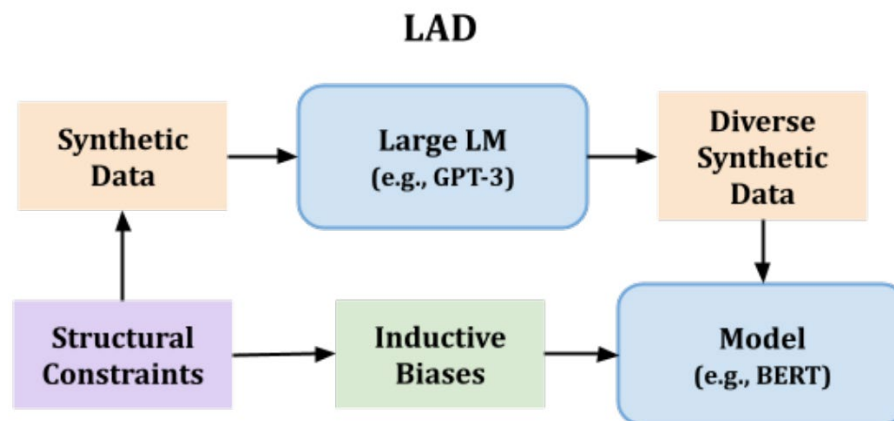 LAD
Synthetic
Data
Large LM
(e.g., GPT-3)
Diverse
Synthetic
Data
Structural
Constraints
Inductive
Biases
Model
(e.g., BERT)